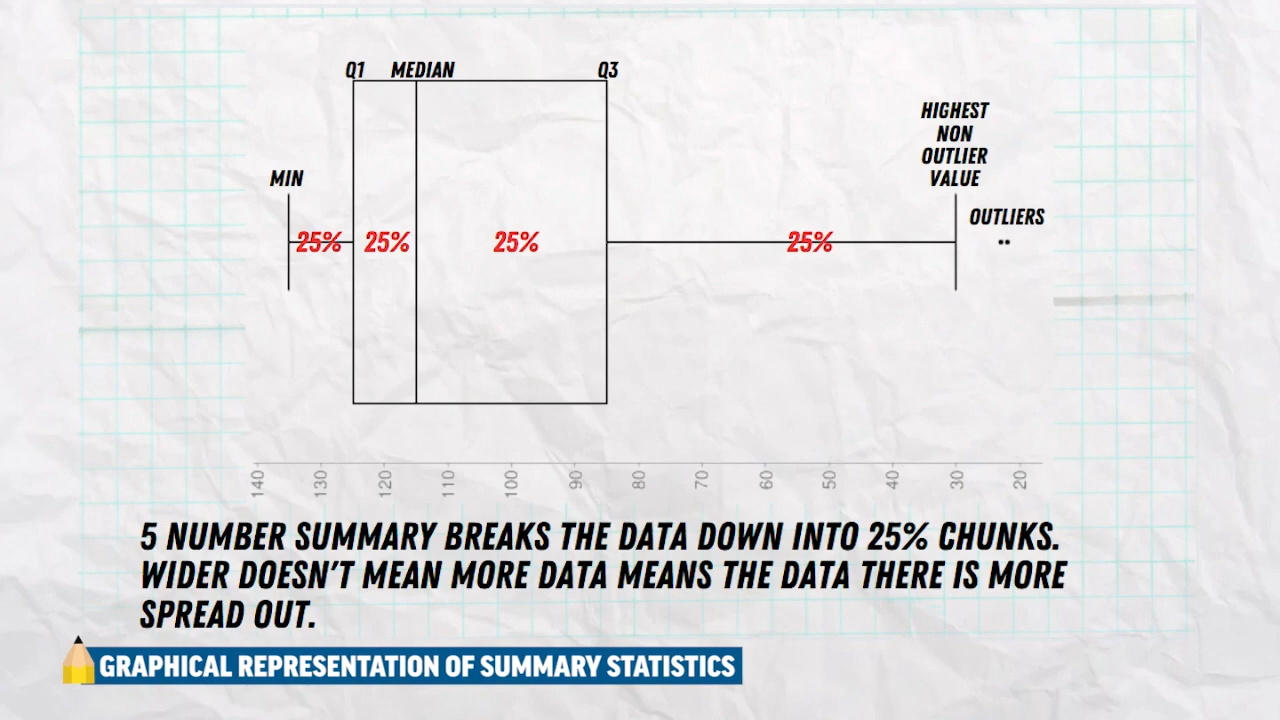 Q1 MEDIAN Q3
HIGHEST
NON
OUTLIER
VALUE
MIN
OUTLIERS
25% 25% 25% 25%
140 130 120 110 100 90 80 70 60 50 40 30 20
5 NUMBER SUMMARY BREAKS THE DATA DOWN INTO 25% CHUNKS.
WIDER DOESN'T MEAN MORE DATA MEANS THE DATA THERE IS MORE
SPREAD OUT.
GRAPHICAL REPRESENTATION OF SUMMARY STATISTICS